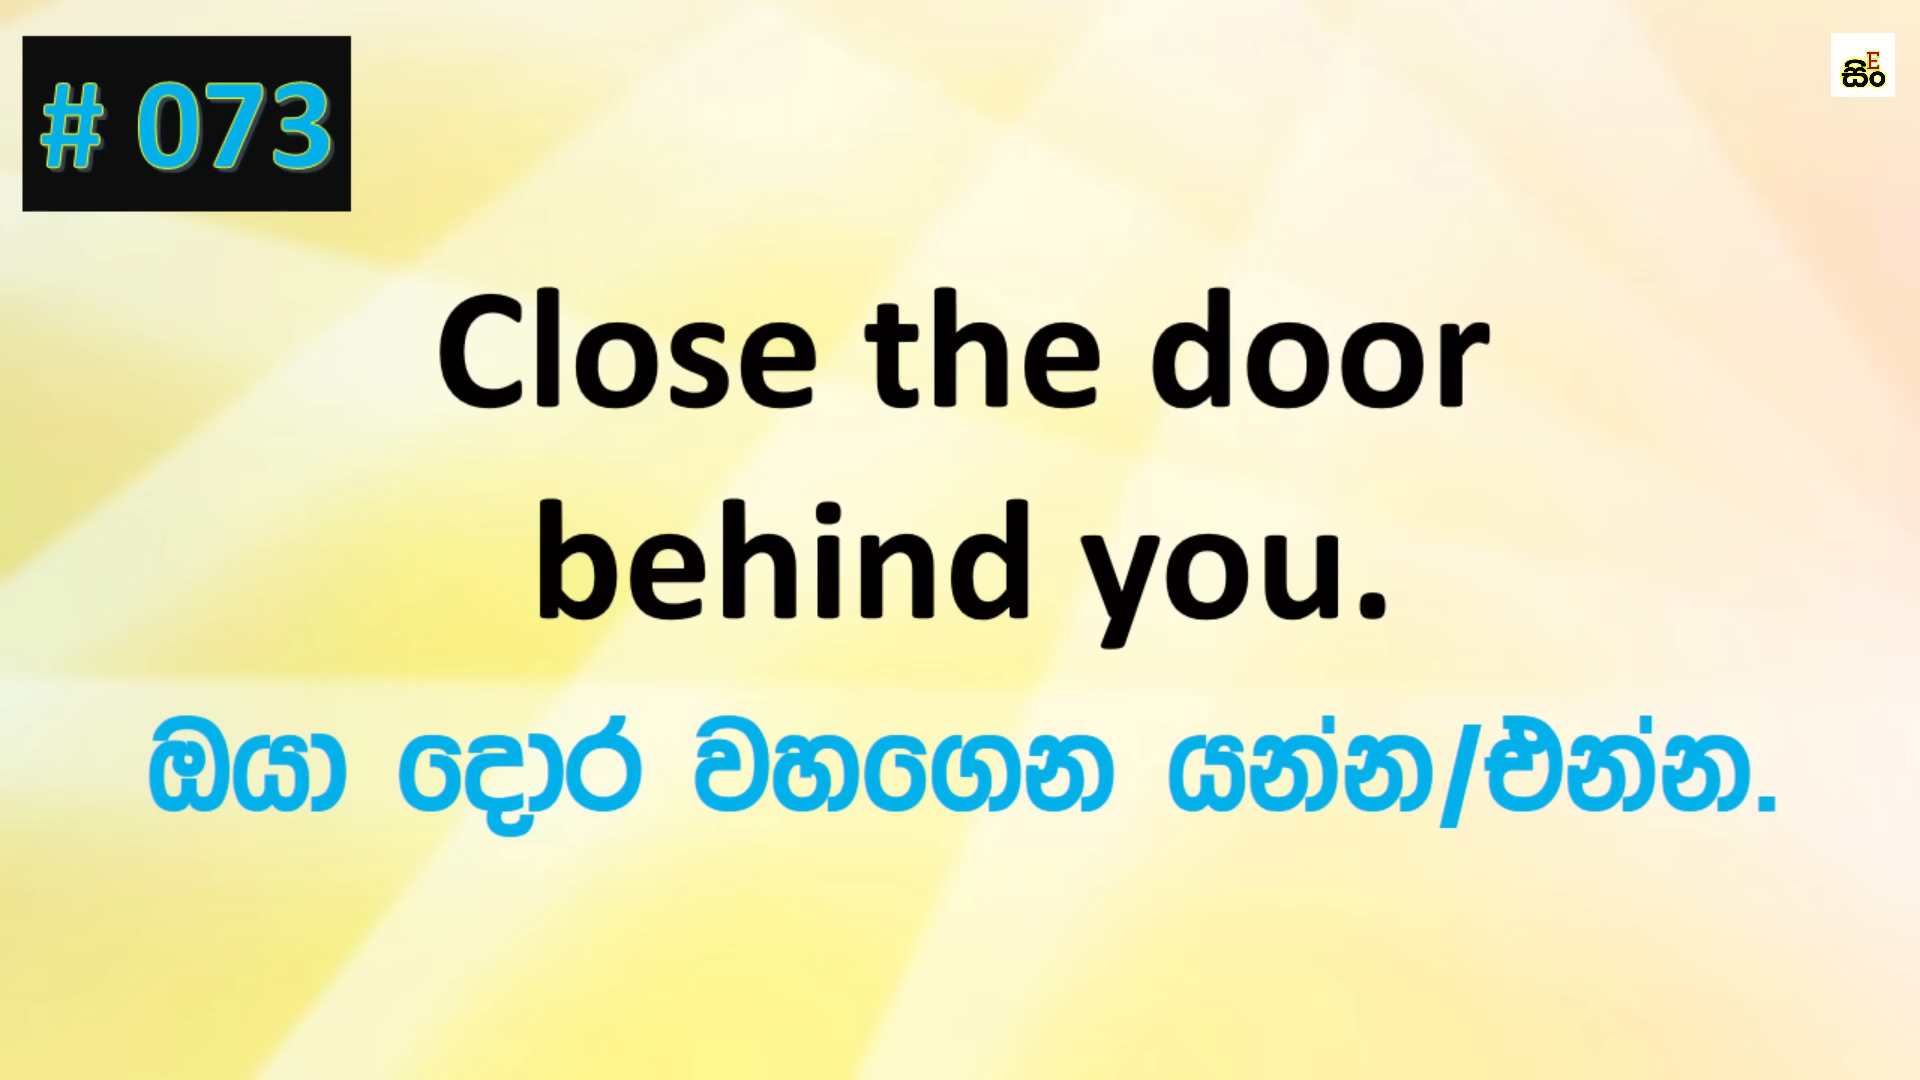 # 073
E
සිං
Close the door
behind you.
ඔයා දොර වහගෙන යන්න/එන්න.